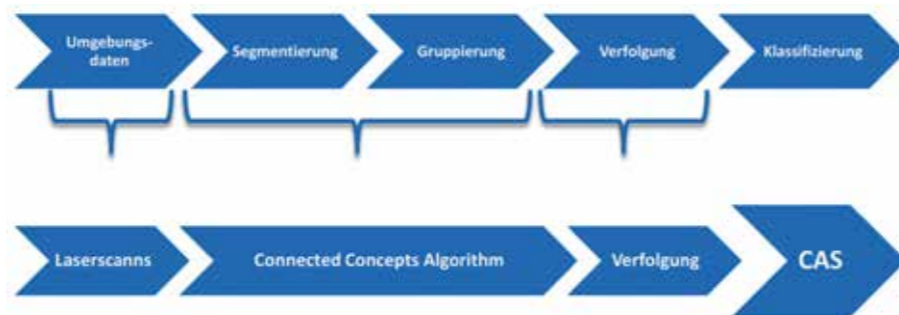 Umgebungs-
daten
Segmentierung
Gruppierung
Verfolgung
Klassifizierung
Laserscanns
Connected Concepts Algorithm
Verfolgung
CAS